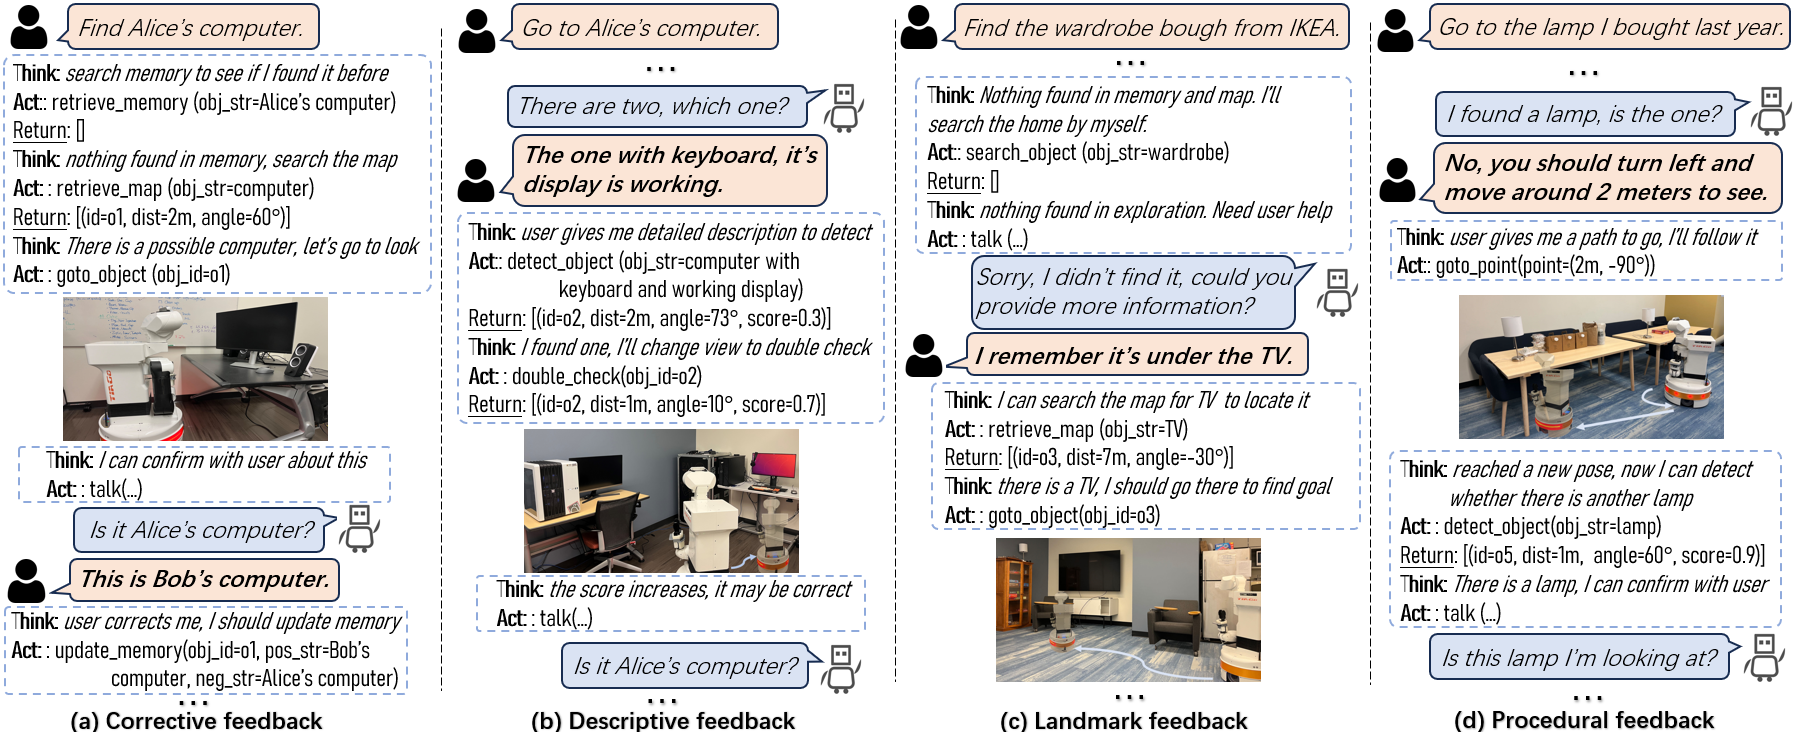 Find Alice's computer.
Think: search memory to see if I found it before
Act:: retrieve_memory (obj_str=Alice's computer)
Return: []
Think: nothing found in memory, search the map
Act: : retrieve_map (obj_str=computer)
Return: [(id=o1, dist=2m, angle=60°)]
Think: There is a possible computer, let's go to look
Act: : goto_object (obj_id=o1)
TIAGO
Think: I can confirm with user about this
Act: : talk(...)
Is it Alice's computer?
This is Bob's computer.
Think: user corrects me, I should update memory
Act: : update_memory(obj_id=o1, pos_str=Bob's
computer, neg_str=Alice's computer)
...
(a) Corrective feedback
Go to Alice's computer.
...
There are two, which one?
The one with keyboard, it's
display is working.
Think: user gives me detailed description to detect
Act:: detect_object (obj_str=computer with
keyboard and working display)
Return: [(id=o2, dist=2m, angle=73°, score=0.3)]
Think: I found one, I'll change view to double check
Act: : double_check(obj_id=o2)
Return: [(id=o2, dist=1m, angle=10°, score=0.7)]
Think: the score increases, it may be correct
Act: : talk(...)
Is it Alice's computer?
...
(b) Descriptive feedback
Find the wardrobe bough from IKEA.
...
Think: Nothing found in memory and map. I'll
search the home by myself.
Act:: search_object (obj_str=wardrobe)
Return: []
Think: nothing found in exploration. Need user help
Act: : talk (...)
Sorry, I didn't find it, could you
provide more information?
I remember it's under the TV.
Think: I can search the map for TV to locate it
Act: : retrieve_map (obj_str=TV)
Return: [(id=o3, dist=7m, angle=-30°)]
Think: there is a TV, I should go there to find goal
Act: : goto_object(obj_id=o3)
...
(c) Landmark feedback
Go to the lamp I bought last year.
...
I found a lamp, is the one?
No, you should turn left and
move around 2 meters to see.
Think: user gives me a path to go, I'll follow it
Act:: goto_point(point=(2m, -90°))
Think: reached a new pose, now I can detect
whether there is another lamp
Act: : detect_object(obj_str=lamp)
Return: [(id=o5, dist=1m, angle=60°, score=0.9)]
Think: There is a lamp, I can confirm with user
Act: : talk (...)
Is this lamp I'm looking at?
...
(d) Procedural feedback